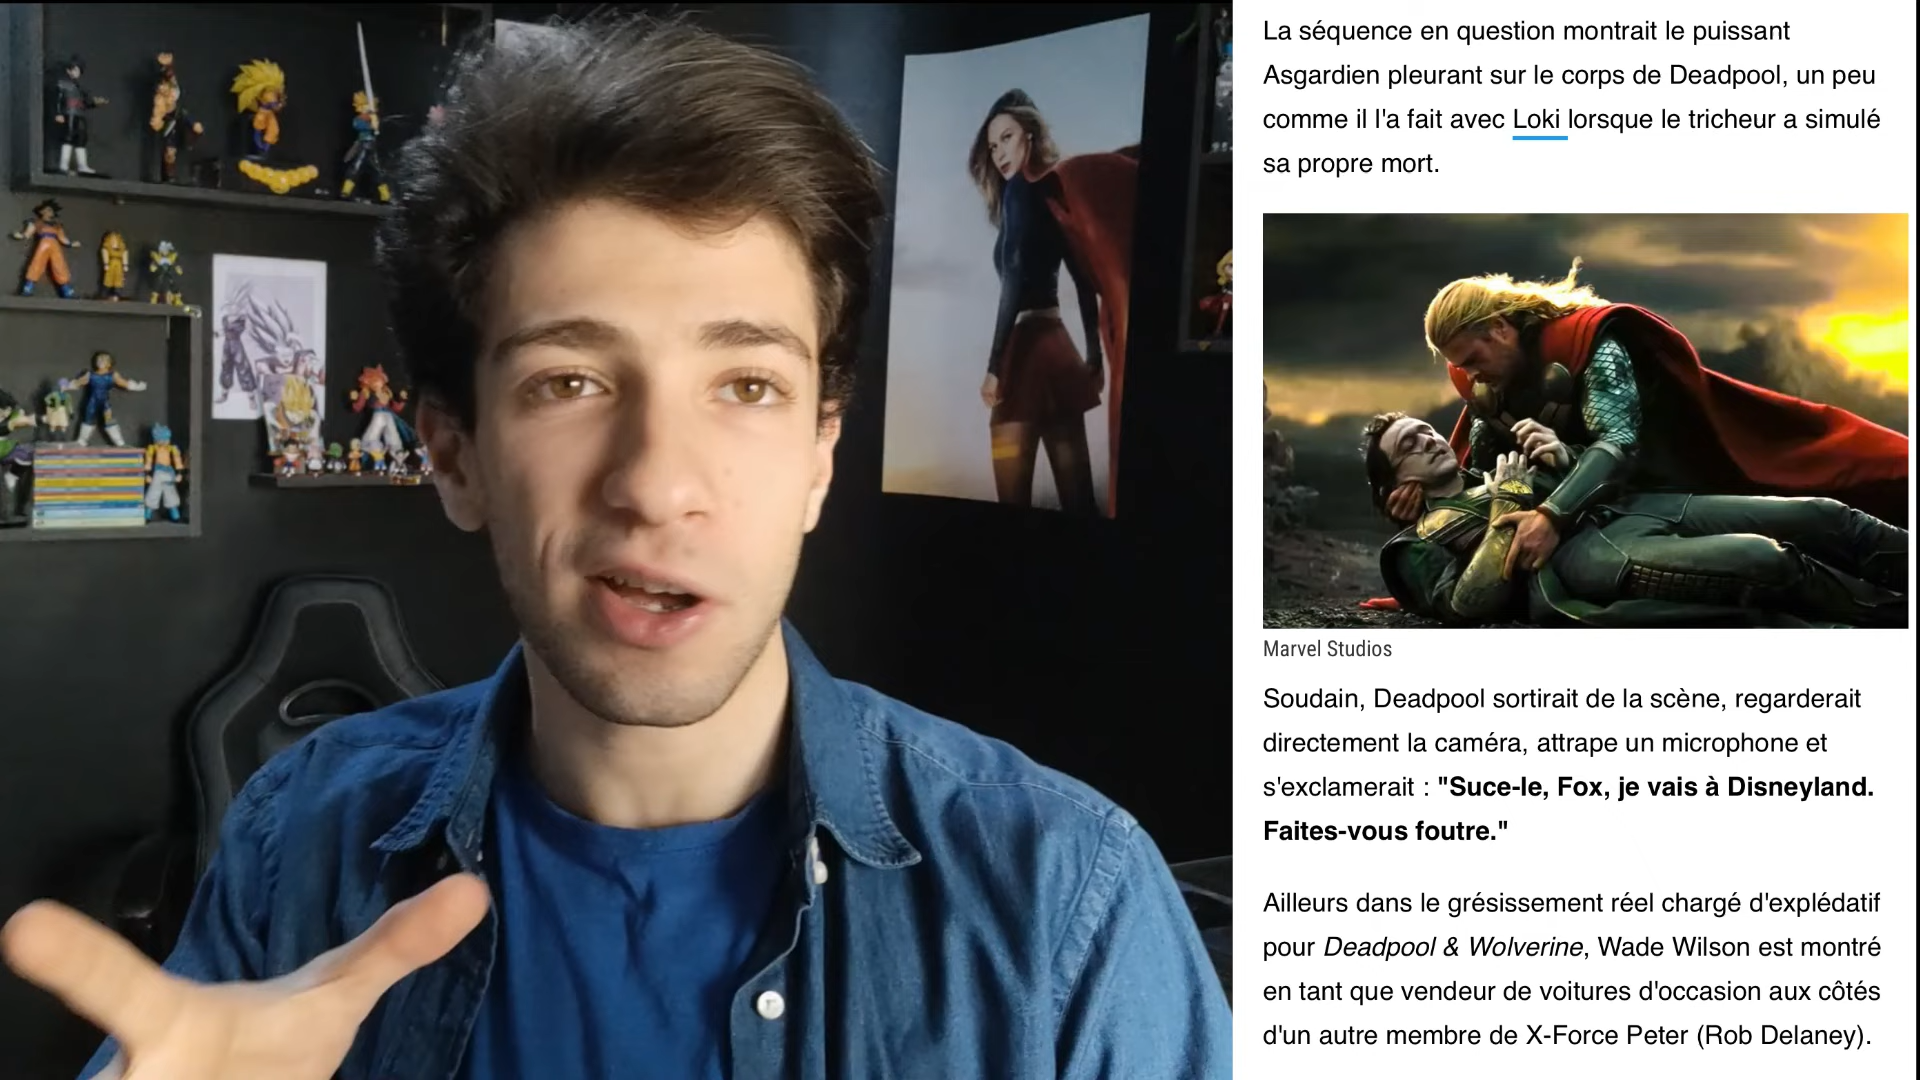 La séquence en question montrait le puissant
Asgardien pleurant sur le corps de Deadpool, un peu
comme il l'a fait avec Loki lorsque le tricheur a simulé
sa propre mort.
Marvel Studios
Soudain, Deadpool sortirait de la scène, regarderait
directement la caméra, attrape un microphone et
s'exclamerait : "Suce-le, Fox, je vais à Disneyland.
Faites-vous foutre."
Ailleurs dans le grésissement réel chargé d'explédatif
pour Deadpool & Wolverine, Wade Wilson est montré
en tant que vendeur de voitures d'occasion aux côtés
d'un autre membre de X-Force Peter (Rob Delaney).